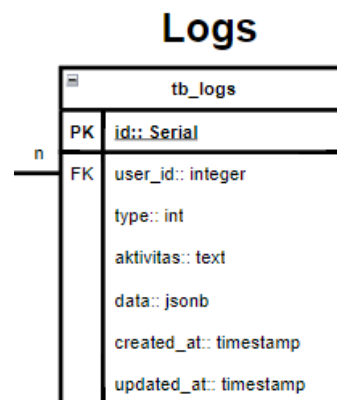 Logs
tb_logs
PK id:: Serial
n
FK user_id:: integer
type:: int
aktivitas:: text
data:: jsonb
created_at:: timestamp
updated_at:: timestamp